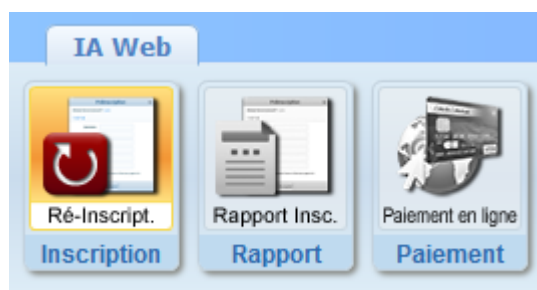 IA Web
Ré-Inscript.
Rapport Insc.
Paiement en ligne
Inscription
Rapport
Paiement